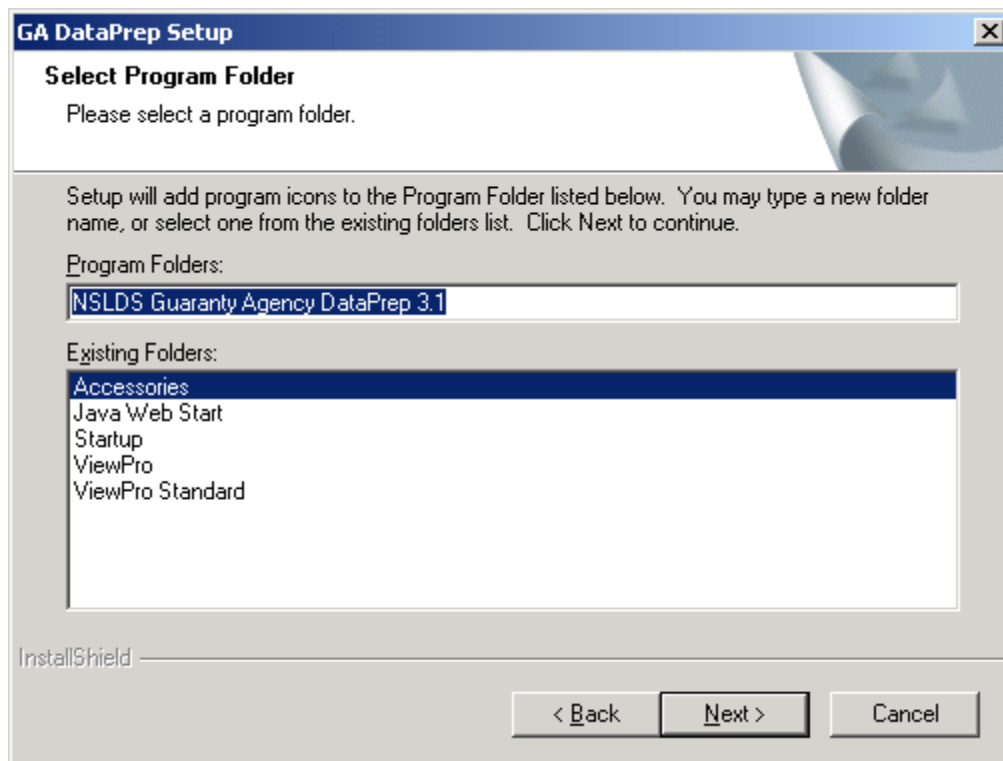 GA DataPrep Setup
Select Program Folder
Please select a program folder.
Setup will add program icons to the Program Folder listed below. You may type a new folder
name, or select one from the existing folders list. Click Next to continue.
Program Folders:
NSLDS Guaranty Agency DataPrep 3.1
Existing Folders:
Accessories
Java Web Start
Startup
ViewPro
ViewPro Standard
InstallShield
< Back Next > Cancel